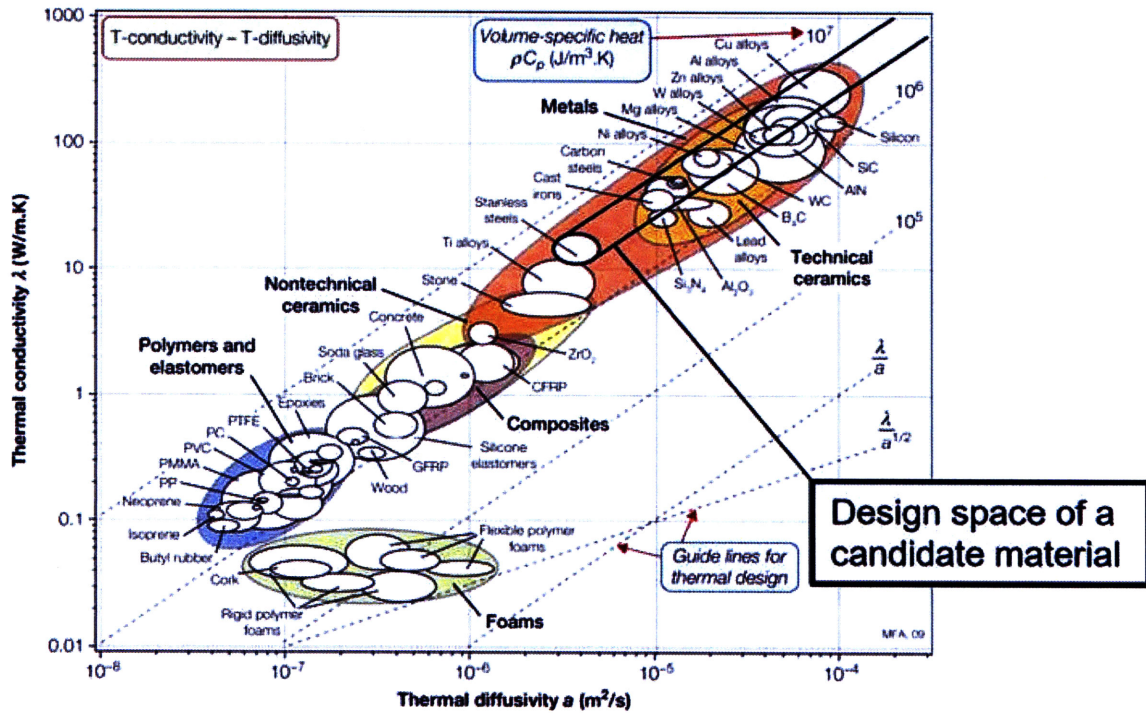 T-conductivity – T-diffusivity
Volume-specific heat
ρCₚ (J/m³.K)
10⁷
Cu alloys
Al alloys
Zn alloys
W alloys
Mg alloys
Metals
Ni alloys
Carbon
steels
Cast
irons
Stainless
steels
Ti alloys
Stone
Nontechnical
ceramics
Concrete
Soda glass
Brick
Polymers and
elastomers
Epoxies
PTFE
PC
PVC
PMMA
PP
Neoprene
Isoprene
Butyl rubber
Cork
Rigid polymer
foams
Foams
Flexible polymer
foams
Wood
GFRP
Silicone
elastomers
Composites
CFRP
ZrO₂
Si₃N₄
Al₂O₃
Lead
alloys
Technical
ceramics
B₄C
WC
AlN
SiC
Silicon
10⁶
10⁵
λ
a
λ
a¹ᐟ²
Design space of a
candidate material
Guide lines for
thermal design
MFA, 09
Thermal conductivity λ (W/m.K)
1000
100
10
1
0.1
0.01
10⁻⁸
10⁻⁷
10⁻⁶
10⁻⁵
10⁻⁴
Thermal diffusivity a (m²/s)